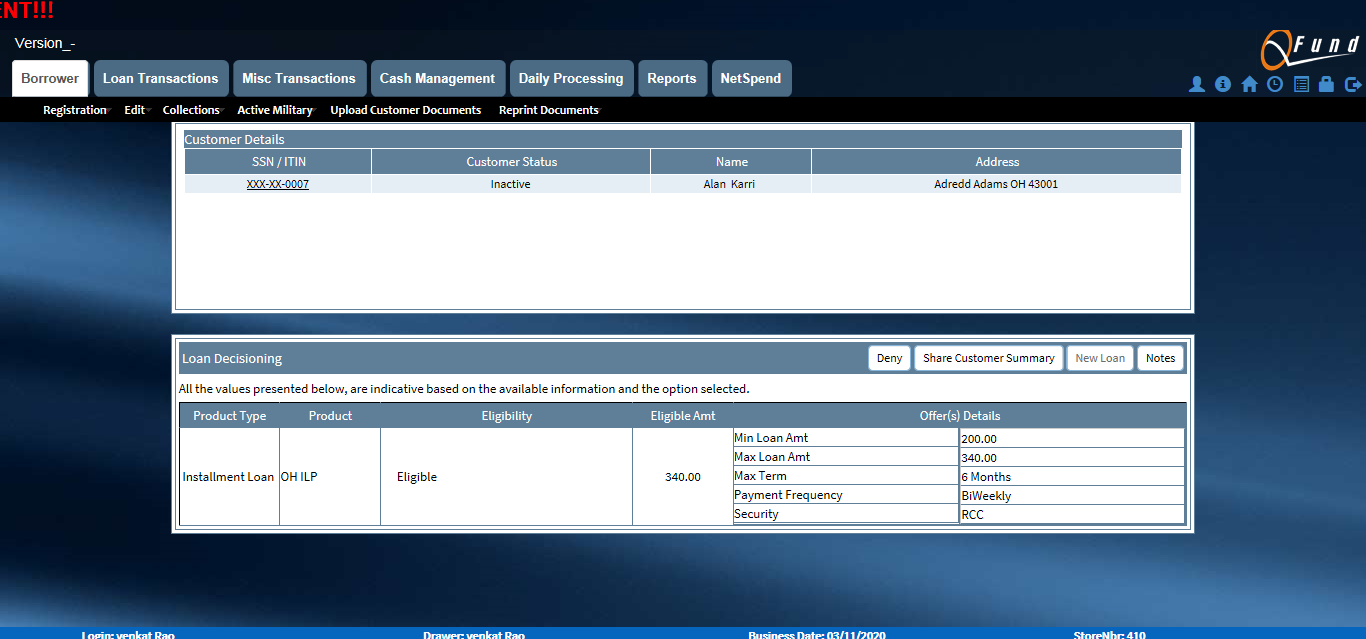 ENT!!!
Version_-
QFund
Borrower Loan Transactions Misc Transactions Cash Management Daily Processing Reports NetSpend
Registration Edit Collections Active Military Upload Customer Documents Reprint Documents
Customer Details
SSN / ITIN Customer Status Name Address
XXX-XX-0007 Inactive Alan Karri Adredd Adams OH 43001
Loan Decisioning Deny Share Customer Summary New Loan Notes
All the values presented below, are indicative based on the available information and the option selected.
Product Type Product Eligibility Eligible Amt Offer(s) Details
Installment Loan OH ILP Eligible 340.00
Min Loan Amt 200.00
Max Loan Amt 340.00
Max Term 6 Months
Payment Frequency BiWeekly
Security RCC
Login: venkat Rao Drawer: venkat Rao Business Date: 03/11/2020 StoreNbr: 410